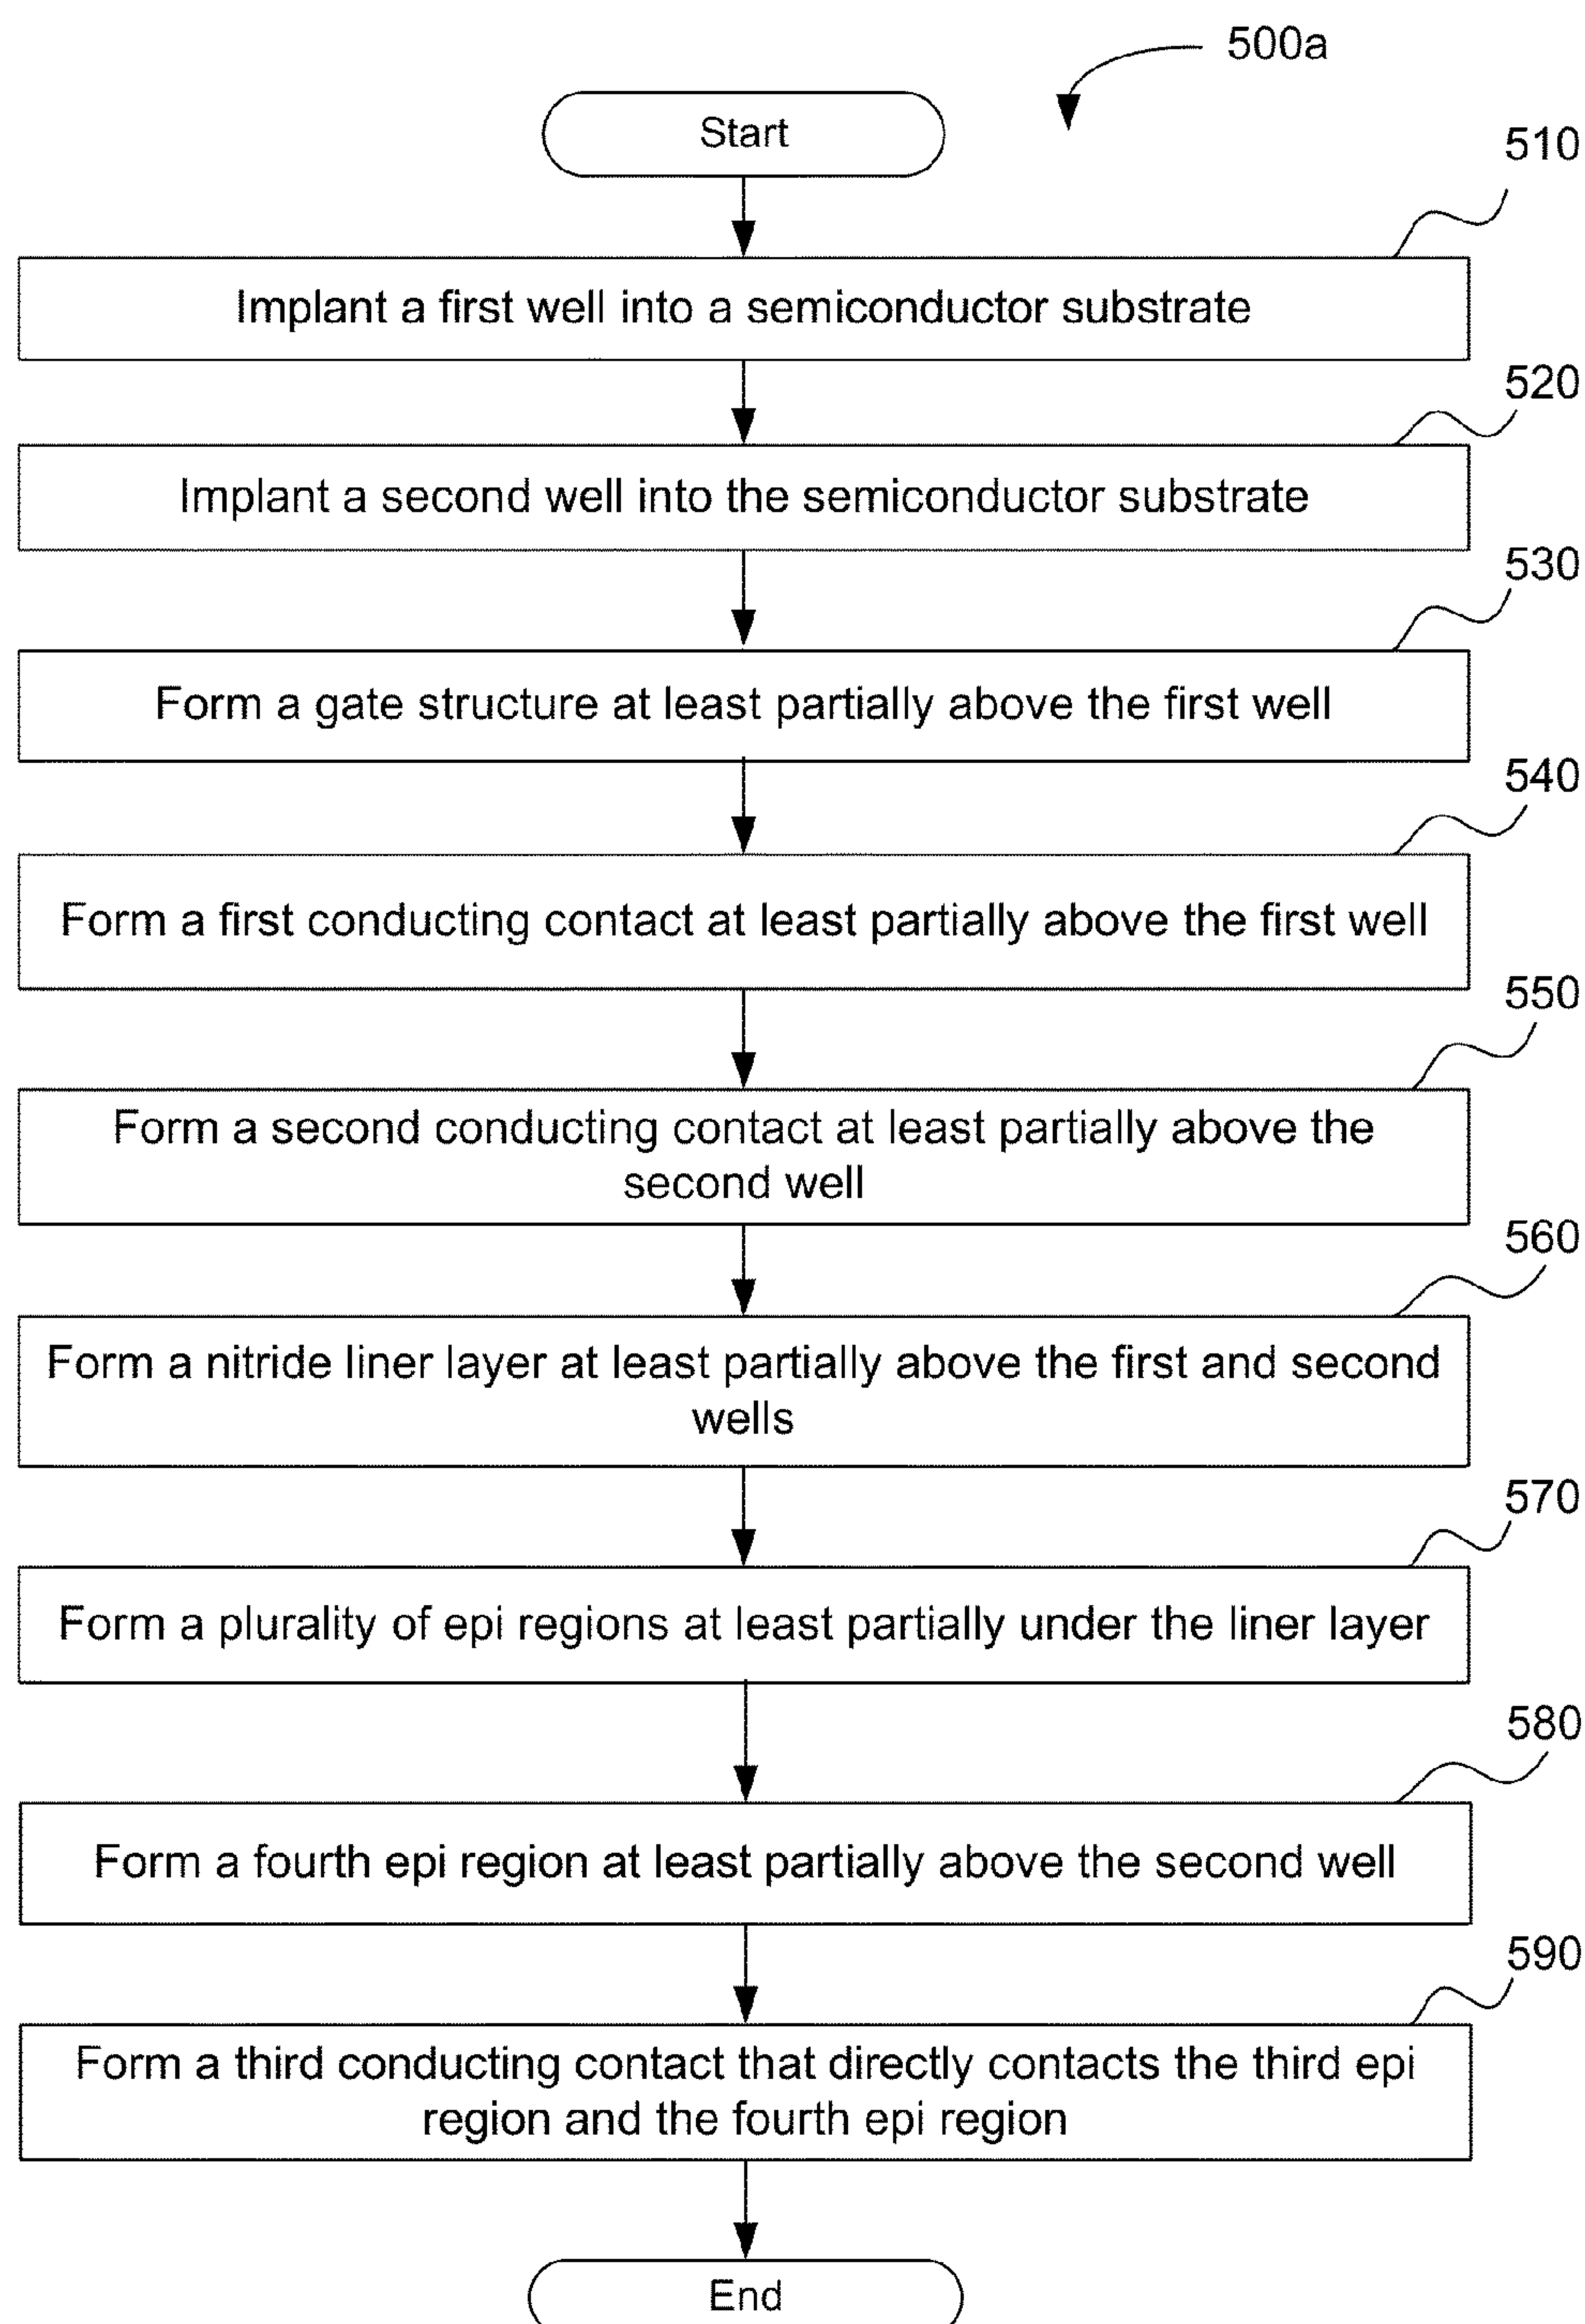 500a
Start
510
Implant a first well into a semiconductor substrate
520
Implant a second well into the semiconductor substrate
530
Form a gate structure at least partially above the first well
540
Form a first conducting contact at least partially above the first well
550
Form a second conducting contact at least partially above the
second well
560
Form a nitride liner layer at least partially above the first and second
wells
570
Form a plurality of epi regions at least partially under the liner layer
580
Form a fourth epi region at least partially above the second well
590
Form a third conducting contact that directly contacts the third epi
region and the fourth epi region
End